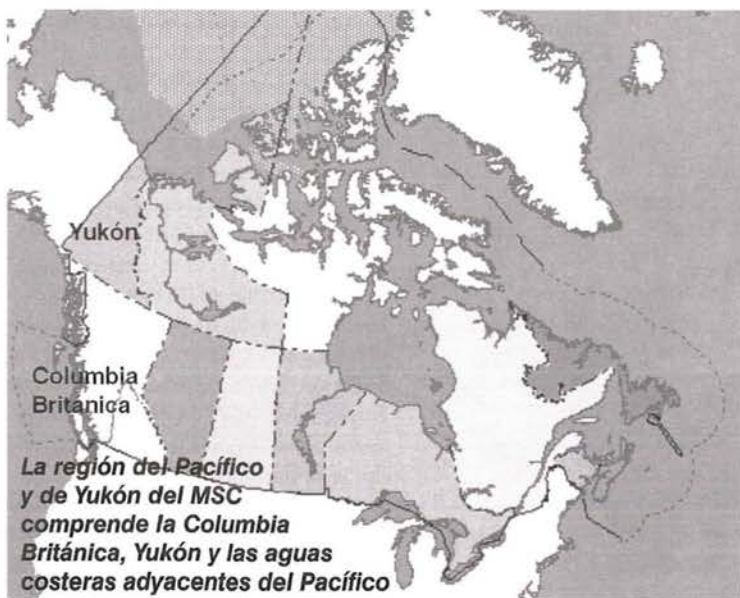 Yukón
Columbia
Britanica
La región del Pacífico
y de Yukón del MSC
comprende la Columbia
Británica, Yukón y las aguas
costeras adyacentes del Pacífico